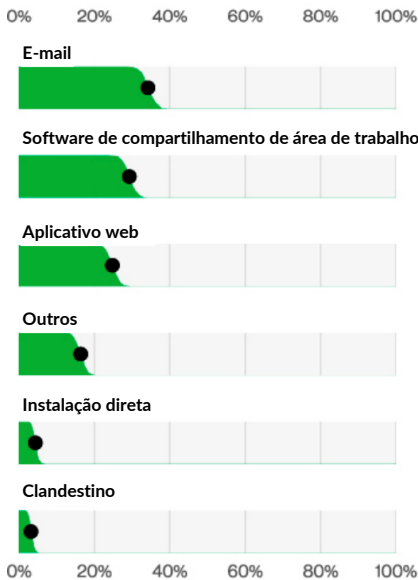 0% 20% 40% 60% 80% 100%
E-mail
Software de compartilhamento de área de trabalho
Aplicativo web
Outros
Instalação direta
Clandestino
0% 20% 40% 60% 80% 100%